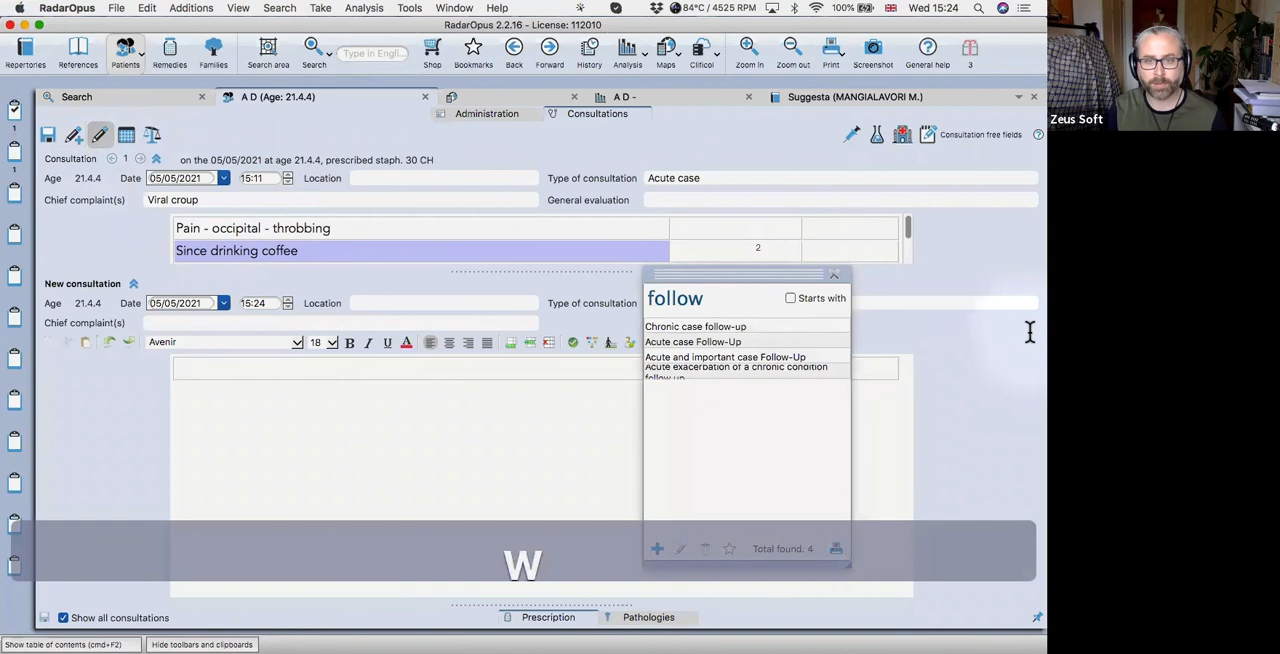 RadarOpus File Edit Additions View Search Take Analysis Tools Window Help 84°C / 4525 RPM 100% Wed 15:24
RadarOpus 2.2.16 - License: 112010
Repertories References Patients Remedies Families Search area Search Type in Engli... Shop Bookmarks Back Forward History Analysis Maps Clificol Zoom in Zoom out Print Screenshot General help 3
Search A D (Age: 21.4.4) A D - Suggesta (MANGIALAVORI M.)
Administration Consultations
Consultation free fields
Consultation 1 on the 05/05/2021 at age 21.4.4, prescribed staph. 30 CH
Age 21.4.4 Date 05/05/2021 15:11 Location Type of consultation Acute case
Chief complaint(s) Viral croup General evaluation
Pain - occipital - throbbing
Since drinking coffee 2
New consultation
Age 21.4.4 Date 05/05/2021 15:24 Location Type of consultation
Chief complaint(s)
Avenir 18 B I U A
follow Starts with
Chronic case follow-up
Acute case Follow-Up
Acute and important case Follow-Up
Acute exacerbation of a chronic condition
follow up
Total found. 4
W
Show all consultations Prescription Pathologies
Show table of contents (cmd+F2) Hide toolbars and clipboards
1
1
Zeus Soft